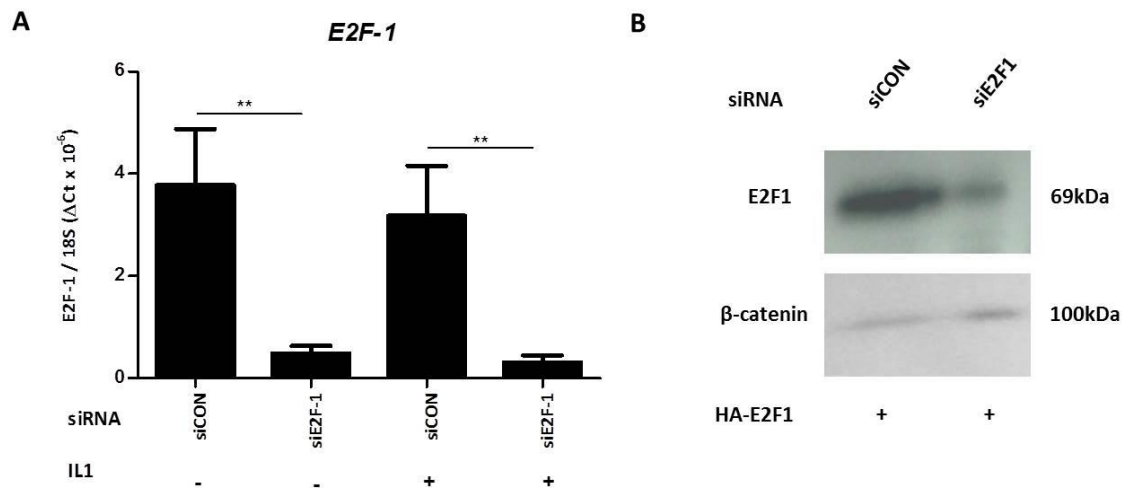 A
E2F-1
E2F-1 / 18S (ΔCt x 10⁻⁶)
6
4
2
0
**
**
siRNA
siCON
siE2F-1
siCON
siE2F-1
IL1
- - + +
B
siRNA
siCON
siE2F1
E2F1
69kDa
β-catenin
100kDa
HA-E2F1
+ +